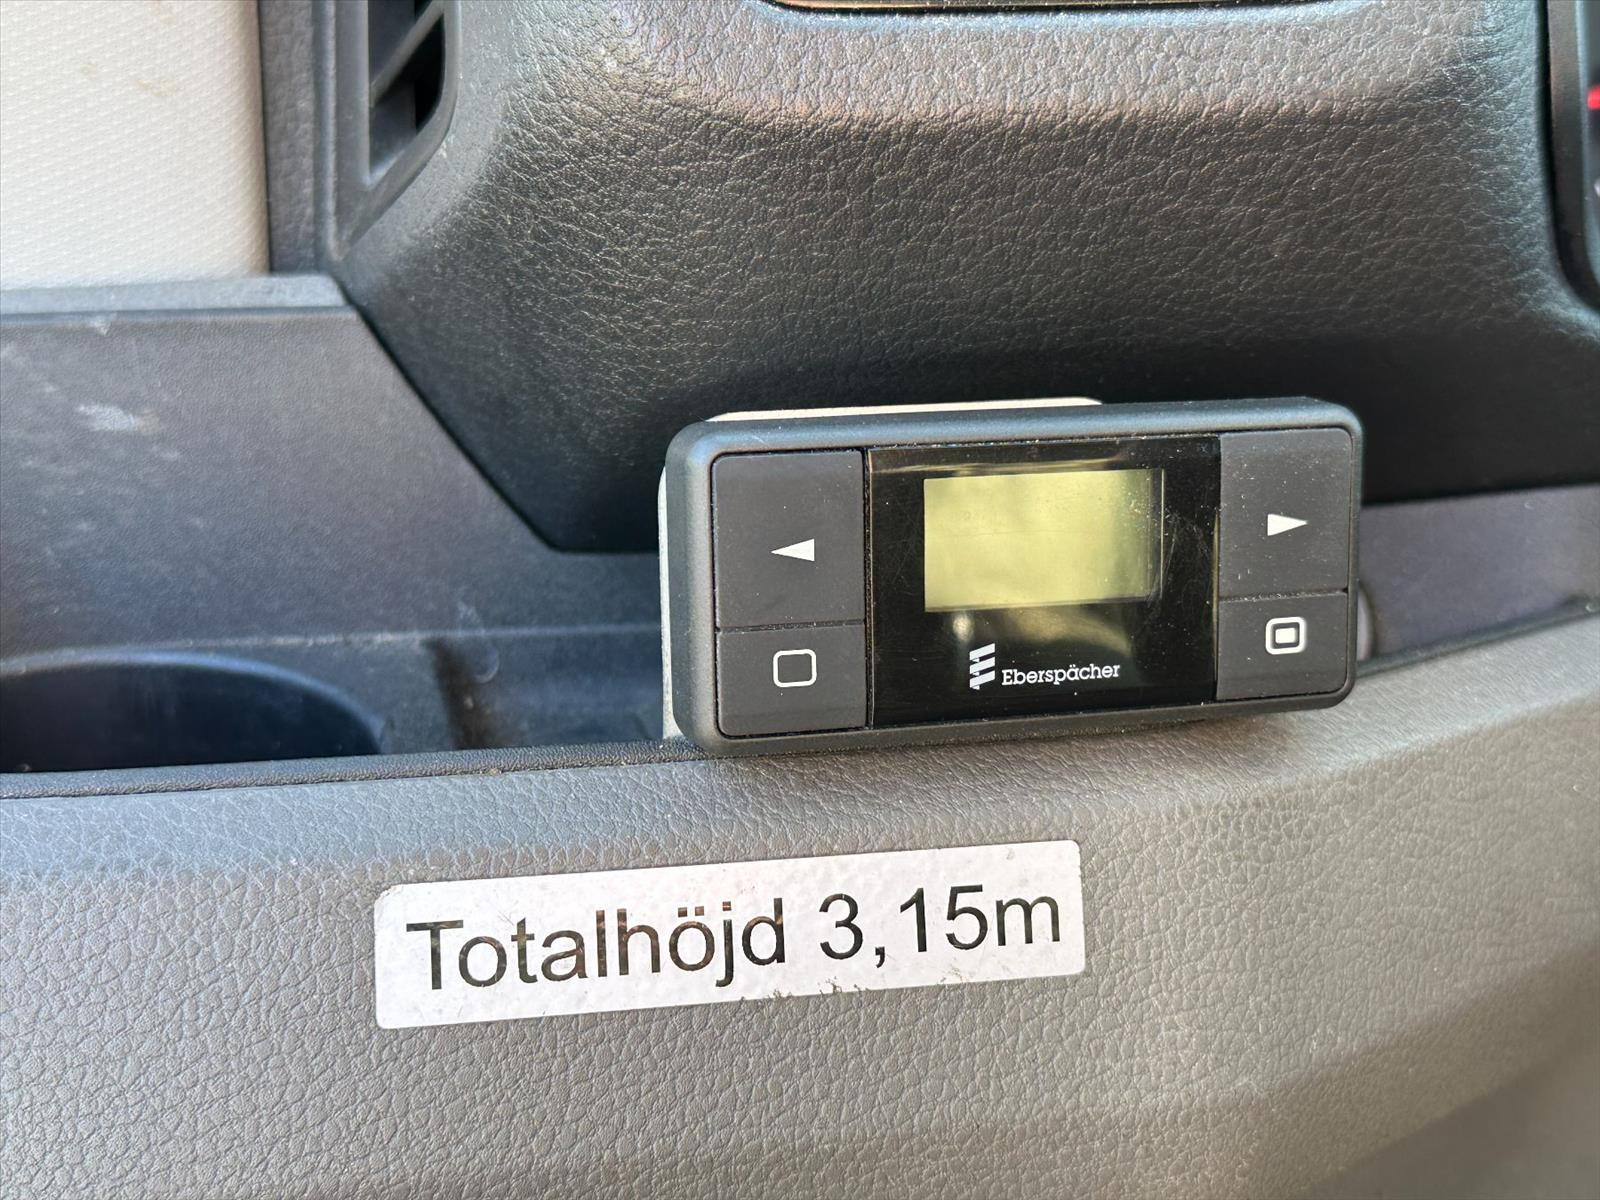 Eberspächer
Totalhöjd 3,15m